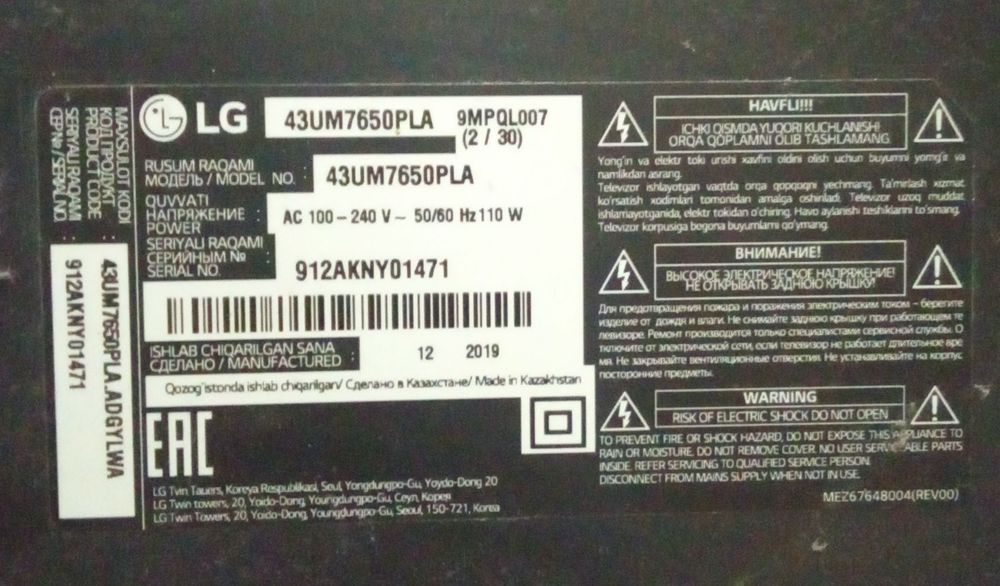 MAXSULOT KODI
КОД ПРОДУКТ
PRODUCT CODE
SERIYALI RAQAM
СЕР №/ SERIAL NO.
43UM7650PLA.ADGYLWA
912AKNY01471
LG
43UM7650PLA 9MPQL007
(2 / 30)
RUSUM RAQAMI
МОДЕЛЬ / MODEL NO. : 43UM7650PLA
QUVVATI
НАПРЯЖЕНИЕ :
POWER
AC 100-240 V~ 50/60 Hz 110 W
SERIYALI RAQAMI
СЕРИЙНЫМ № :
SERIAL NO.
912AKNY01471
ISHLAB CHIQARILGAN SANA
СДЕЛАНО / MANUFACTURED : 12 2019
Qozog'istonda ishlab chiqarilgan/ Сделано в Казахстане/ Made in Kazakhstan
EAC
LG Twin Tauers, Koreya Respublikasi, Seul, Yongdungpo-Gu, Yoydo-Dong 20
LG Twin towers, 20, Yoido-Dong, Youngdungpo-Gu, Сеул, Корея
LG Twin Towers, 20, Yoido-Dong, Youngdungpo-Gu, Seoul, 150-721, Korea
HAVFLI!!!
ICHKI QISMDA YUQORI KUCHLANISH!
ORQA QOPLAMNI OLIB TASHLAMANG
Yong'in va elektr toki urishi xavfini oldini olish uchun buyumni yomg'ir va
namlikdan asrang.
Televizor ishlayotgan vaqtda orqa qopqoqni yechmang. Ta'mirlash xizmat
ko'rsatish xodimlari tomonidan amalga oshiriladi. Televizor uzoq muddat
ishlamayotganida, elektr tokidan o'chiring. Havo aylanishi teshiklarini to'smang.
Televizor korpusiga begona buyumlarni qo'ymang.
ВНИМАНИЕ!
ВЫСОКОЕ ЭЛЕКТРИЧЕСКОЕ НАПРЯЖЕНИЕ!
НЕ ОТКРЫВАТЬ ЗАДНЮЮ КРЫШКУ!
Для предотвращения пожара и поражения электрическим током – берегите
изделие от дождя и влаги. Не снимайте заднюю крышку при работающем те
левизоре. Ремонт производится только специалистами сервисной службы. О
тключите от электрической сети, если телевизор не работает длительное вре
мя. Не закрывайте вентиляционные отверстия. Не устанавливайте на корпус
посторонние предметы.
WARNING
RISK OF ELECTRIC SHOCK DO NOT OPEN
TO PREVENT FIRE OR SHOCK HAZARD, DO NOT EXPOSE THIS APPLIANCE TO
RAIN OR MOISTURE. DO NOT REMOVE COVER. NO USER SERVICABLE PARTS
INSIDE. REFER SERVICING TO QUALIFIED SERVICE PERSON.
DISCONNECT FROM MAINS SUPPLY WHEN NOT IN USE.
MEZ67648004(REV00)